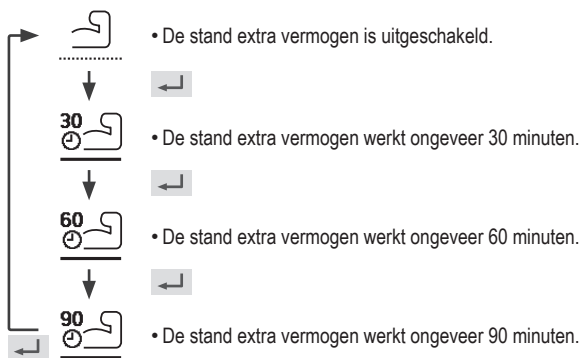 • De stand extra vermogen is uitgeschakeld.
30
• De stand extra vermogen werkt ongeveer 30 minuten.
60
• De stand extra vermogen werkt ongeveer 60 minuten.
90
• De stand extra vermogen werkt ongeveer 90 minuten.